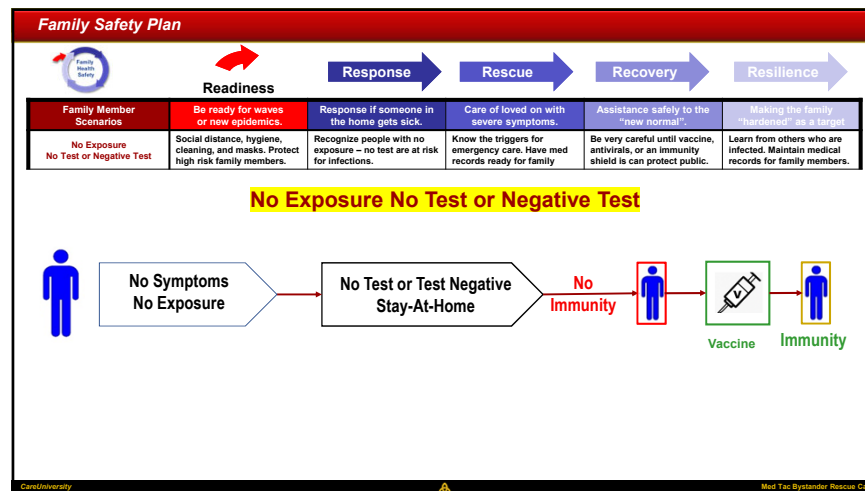 Family Safety Plan
Family
Health
Safety
Readiness
Response
Rescue
Recovery
Resilience
Family Member
Scenarios
Be ready for waves
or new epidemics.
Response if someone in
the home gets sick.
Care of loved on with
severe symptoms.
Assistance safely to the
“new normal”.
Making the family
“hardened” as a target
No Exposure
No Test or Negative Test
Social distance, hygiene,
cleaning, and masks. Protect
high risk family members.
Recognize people with no
exposure – no test are at risk
for infections.
Know the triggers for
emergency care. Have med
records ready for family
Be very careful until vaccine,
antivirals, or an immunity
shield is can protect public.
Learn from others who are
infected. Maintain medical
records for family members.
No Exposure No Test or Negative Test
No Symptoms
No Exposure
No Test or Test Negative
Stay-At-Home
No
Immunity
V
Vaccine
Immunity
CareUniversity
Med Tac Bystander Rescue Ca